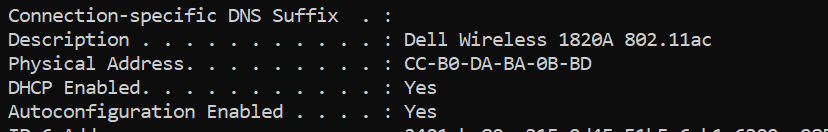 Connection-specific DNS Suffix  . :
Description . . . . . . . . . . . : Dell Wireless 1820A 802.11ac
Physical Address. . . . . . . . . : CC-B0-DA-BA-0B-BD
DHCP Enabled. . . . . . . . . . . : Yes
Autoconfiguration Enabled . . . . : Yes